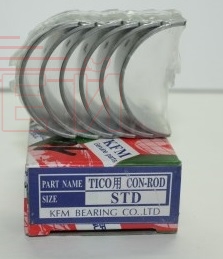 KFM
PART NAME TICO用 CON-ROD
SIZE STD
KFM BEARING CO.,LTD